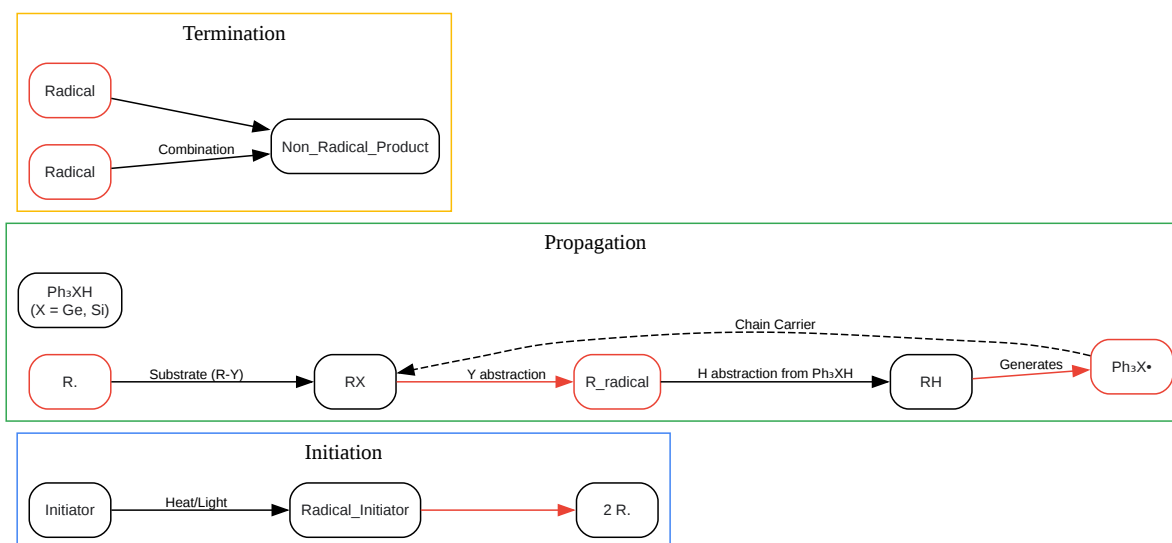 Termination
Radical
Radical
Combination
Non_Radical_Product
Propagation
Ph₃XH
(X = Ge, Si)
Chain Carrier
R.
Substrate (R-Y)
RX
Y abstraction
R_radical
H abstraction from Ph₃XH
RH
Generates
Ph₃X•
Initiation
Initiator
Heat/Light
Radical_Initiator
2 R.